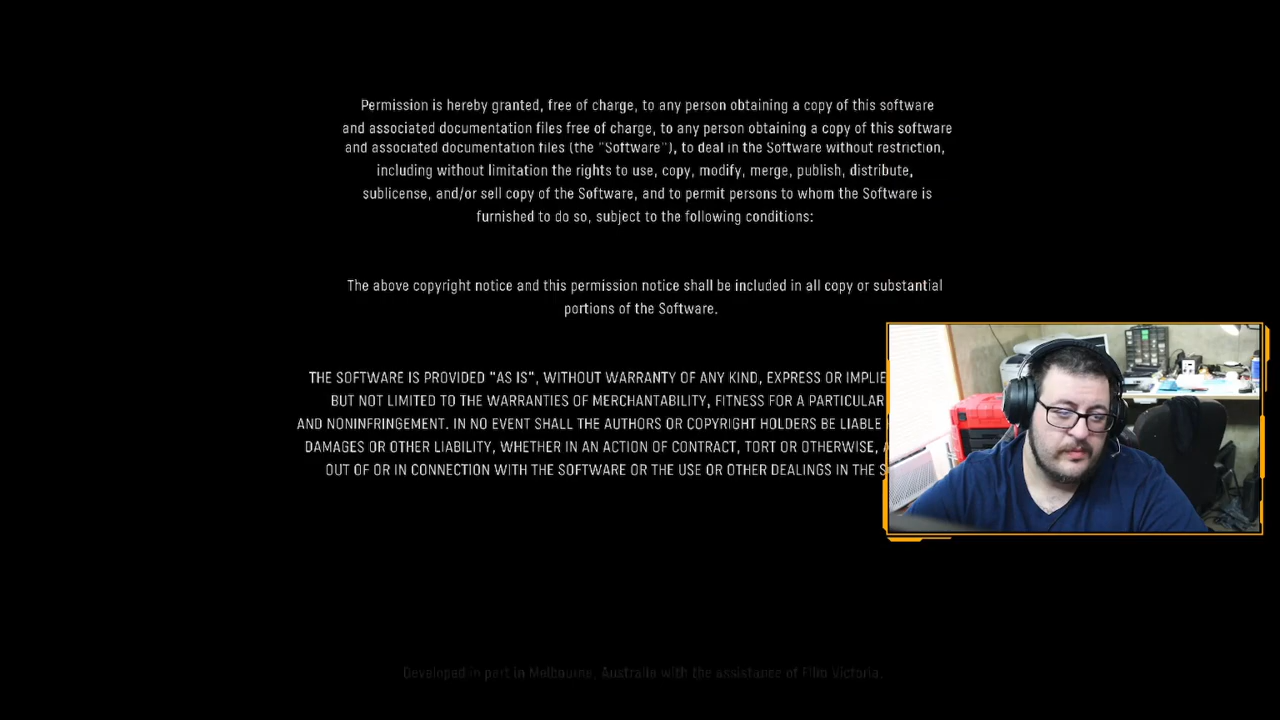 Permission is hereby granted, free of charge, to any person obtaining a copy of this software
and associated documentation files free of charge, to any person obtaining a copy of this software
and associated documentation files (the "Software"), to deal in the Software without restriction,
including without limitation the rights to use, copy, modify, merge, publish, distribute,
sublicense, and/or sell copy of the Software, and to permit persons to whom the Software is
furnished to do so, subject to the following conditions:
The above copyright notice and this permission notice shall be included in all copy or substantial
portions of the Software.
THE SOFTWARE IS PROVIDED "AS IS", WITHOUT WARRANTY OF ANY KIND, EXPRESS OR IMPLIE
BUT NOT LIMITED TO THE WARRANTIES OF MERCHANTABILITY, FITNESS FOR A PARTICULAR
AND NONINFRINGEMENT. IN NO EVENT SHALL THE AUTHORS OR COPYRIGHT HOLDERS BE LIABLE
DAMAGES OR OTHER LIABILITY, WHETHER IN AN ACTION OF CONTRACT, TORT OR OTHERWISE,
OUT OF OR IN CONNECTION WITH THE SOFTWARE OR THE USE OR OTHER DEALINGS IN THE
Developed in part in Melbourne, Australia with the assistance of Film Victoria.